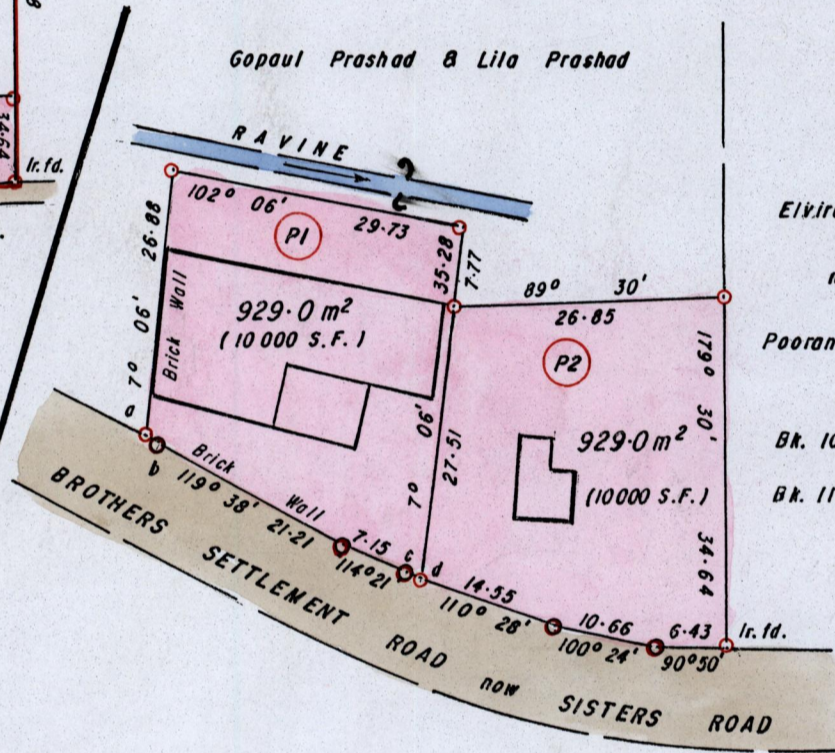 Gopaul Prashad & Lila Prashad
RAVINE
Ir. fd.
34·64
102° 06'
29·73
P1
26·88
7° 06'
Brick Wall
929·0 m²
(10 000 S.F.)
35·28
7·77
89° 30'
26·85
P2
179° 30'
34·64
929·0 m²
(10000 S.F.)
7° 06'
27·51
a
b
Brick Wall
119° 38' 21·21
7·15
114° 21'
c
d
14·55
110° 28'
10·66
100° 24'
6·43
90° 50'
Ir. fd.
Pooran
Bk. 10
Bk. 11
BROTHERS SETTLEMENT ROAD now SISTERS ROAD